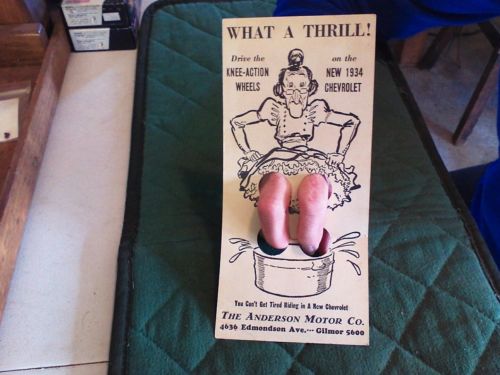 WHAT A THRILL!
Drive the on the
KNEE-ACTION NEW 1934
WHEELS CHEVROLET
You Can't Get Tired Riding in A New Chevrolet
THE ANDERSON MOTOR CO.
4636 Edmondson Ave.--- Gilmor 5600